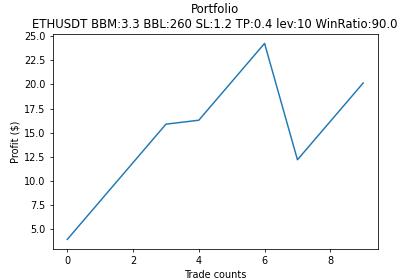 Portfolio
ETHUSDT BBM:3.3 BBL:260 SL:1.2 TP:0.4 lev:10 WinRatio:90.0
25.0
22.5
20.0
17.5
15.0
12.5
10.0
7.5
5.0
Profit ($)
0 2 4 6 8
Trade counts